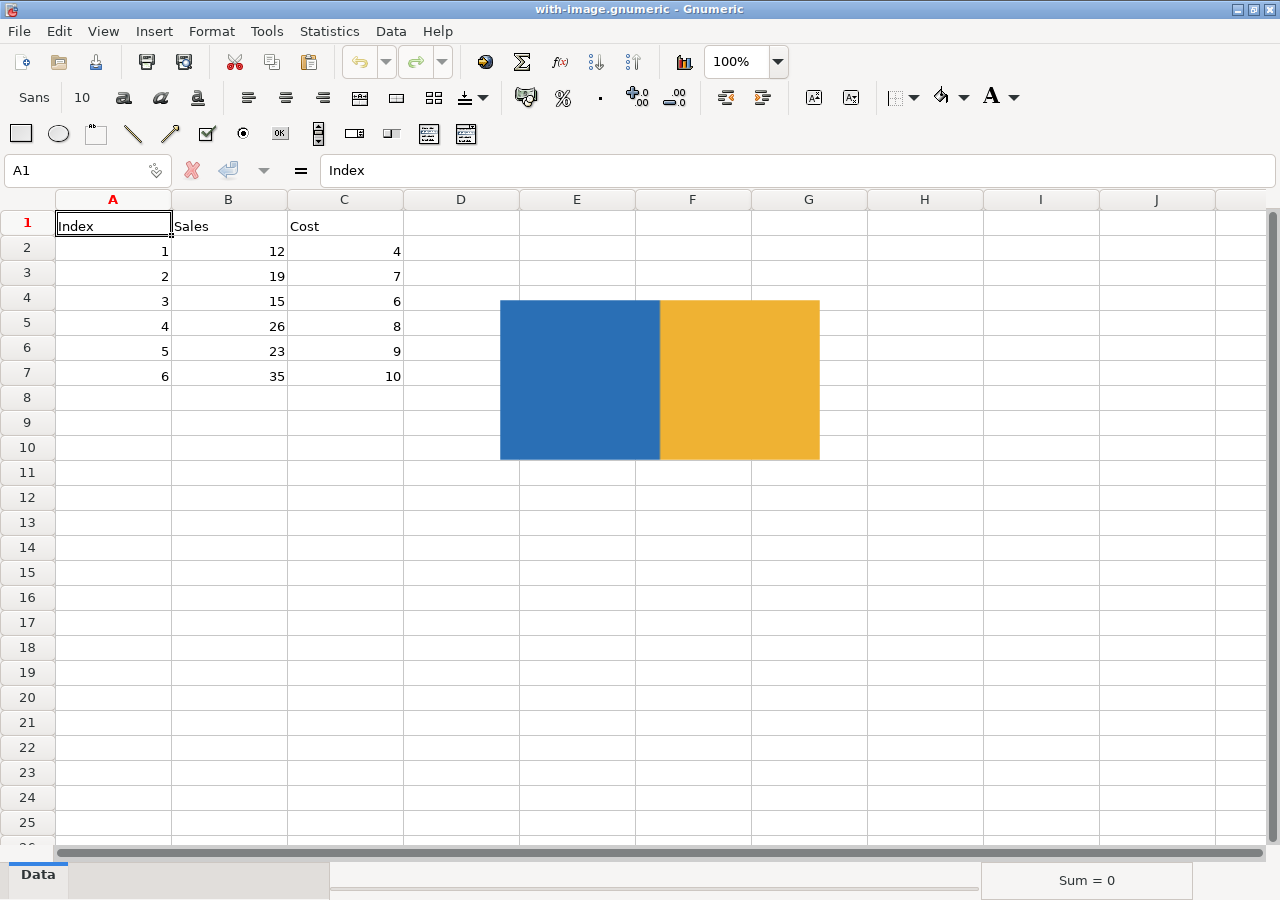 with-image.gnumeric - Gnumeric
File Edit View Insert Format Tools Statistics Data Help
100%
Sans 10
OK
A1 Index
A B C D E F G H I J
1 Index Sales Cost
2 1 12 4
3 2 19 7
4 3 15 6
5 4 26 8
6 5 23 9
7 6 35 10
8
9
10
11
12
13
14
15
16
17
18
19
20
21
22
23
24
25
Data Sum = 0